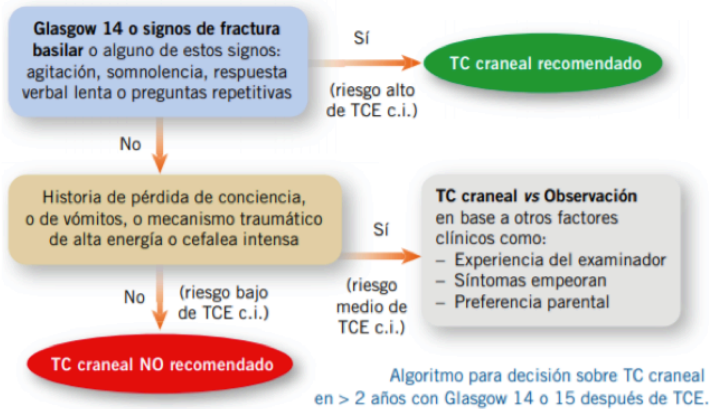 Glasgow 14 o signos de fractura
basilar o alguno de estos signos:
agitación, somnolencia, respuesta
verbal lenta o preguntas repetitivas
Sí
(riesgo alto
de TCE c.i.)
TC craneal recomendado
No
Historia de pérdida de conciencia,
o de vómitos, o mecanismo traumático
de alta energía o cefalea intensa
Sí
(riesgo
medio de
TCE c.i.)
TC craneal vs Observación
en base a otros factores
clínicos como:
– Experiencia del examinador
– Síntomas empeoran
– Preferencia parental
No
(riesgo bajo
de TCE c.i.)
TC craneal NO recomendado
Algoritmo para decisión sobre TC craneal
en > 2 años con Glasgow 14 o 15 después de TCE.